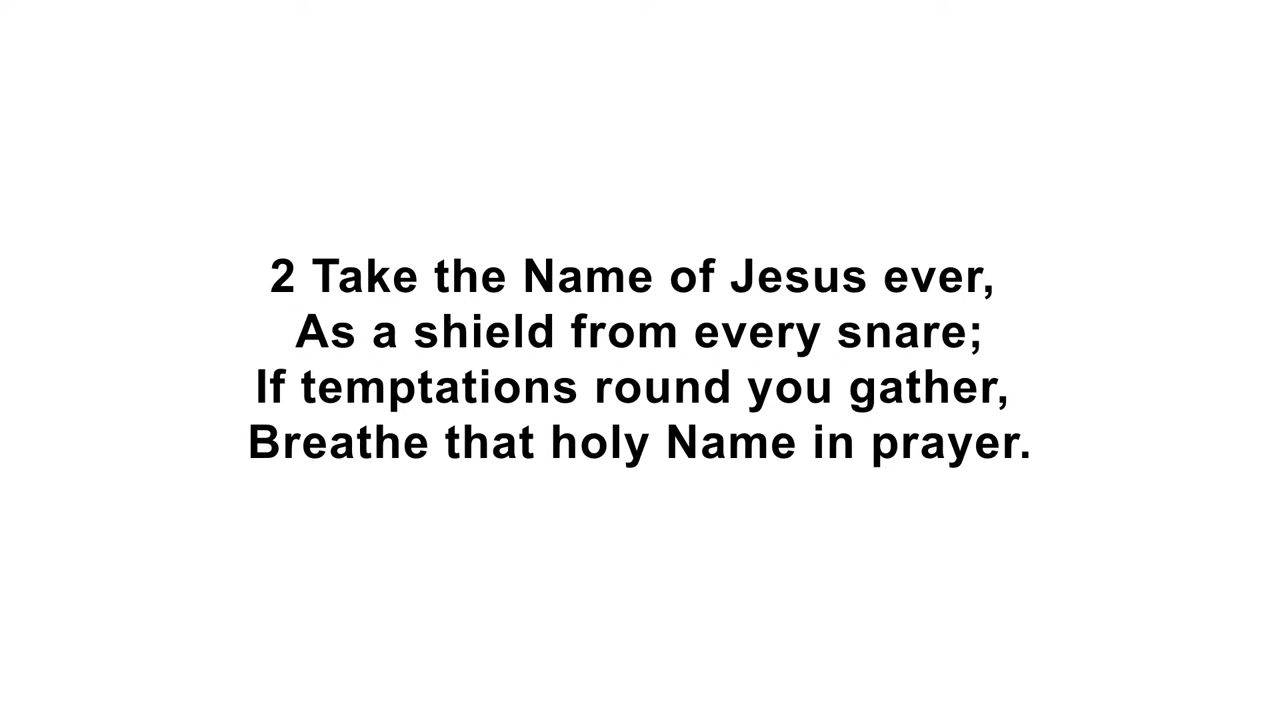 2 Take the Name of Jesus ever,
As a shield from every snare;
If temptations round you gather,
Breathe that holy Name in prayer.